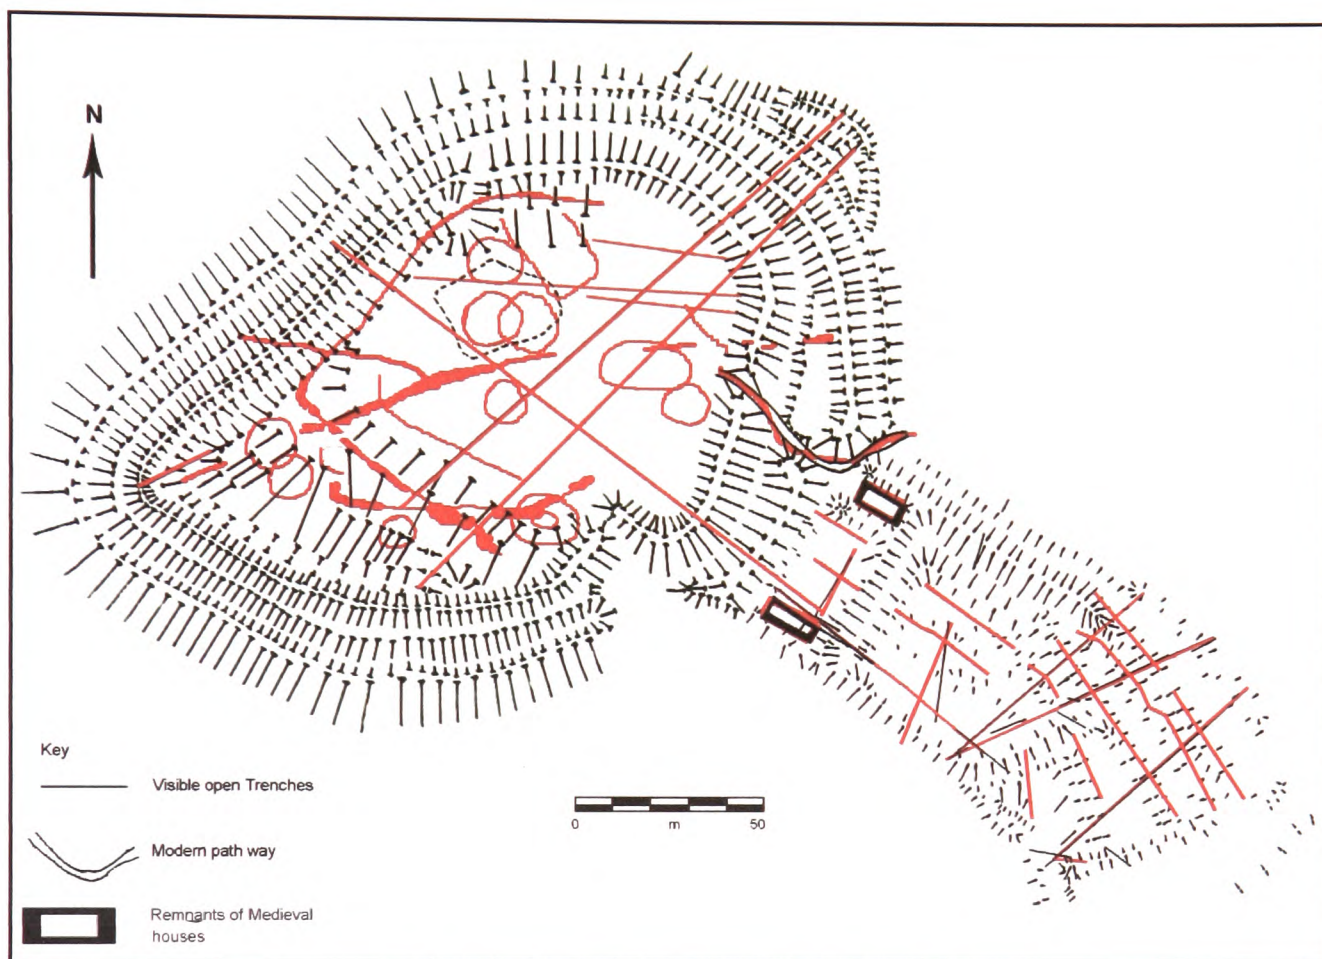 N
Key
Visible open Trenches
Modern path way
Remnants of Medieval
houses
0 m 50